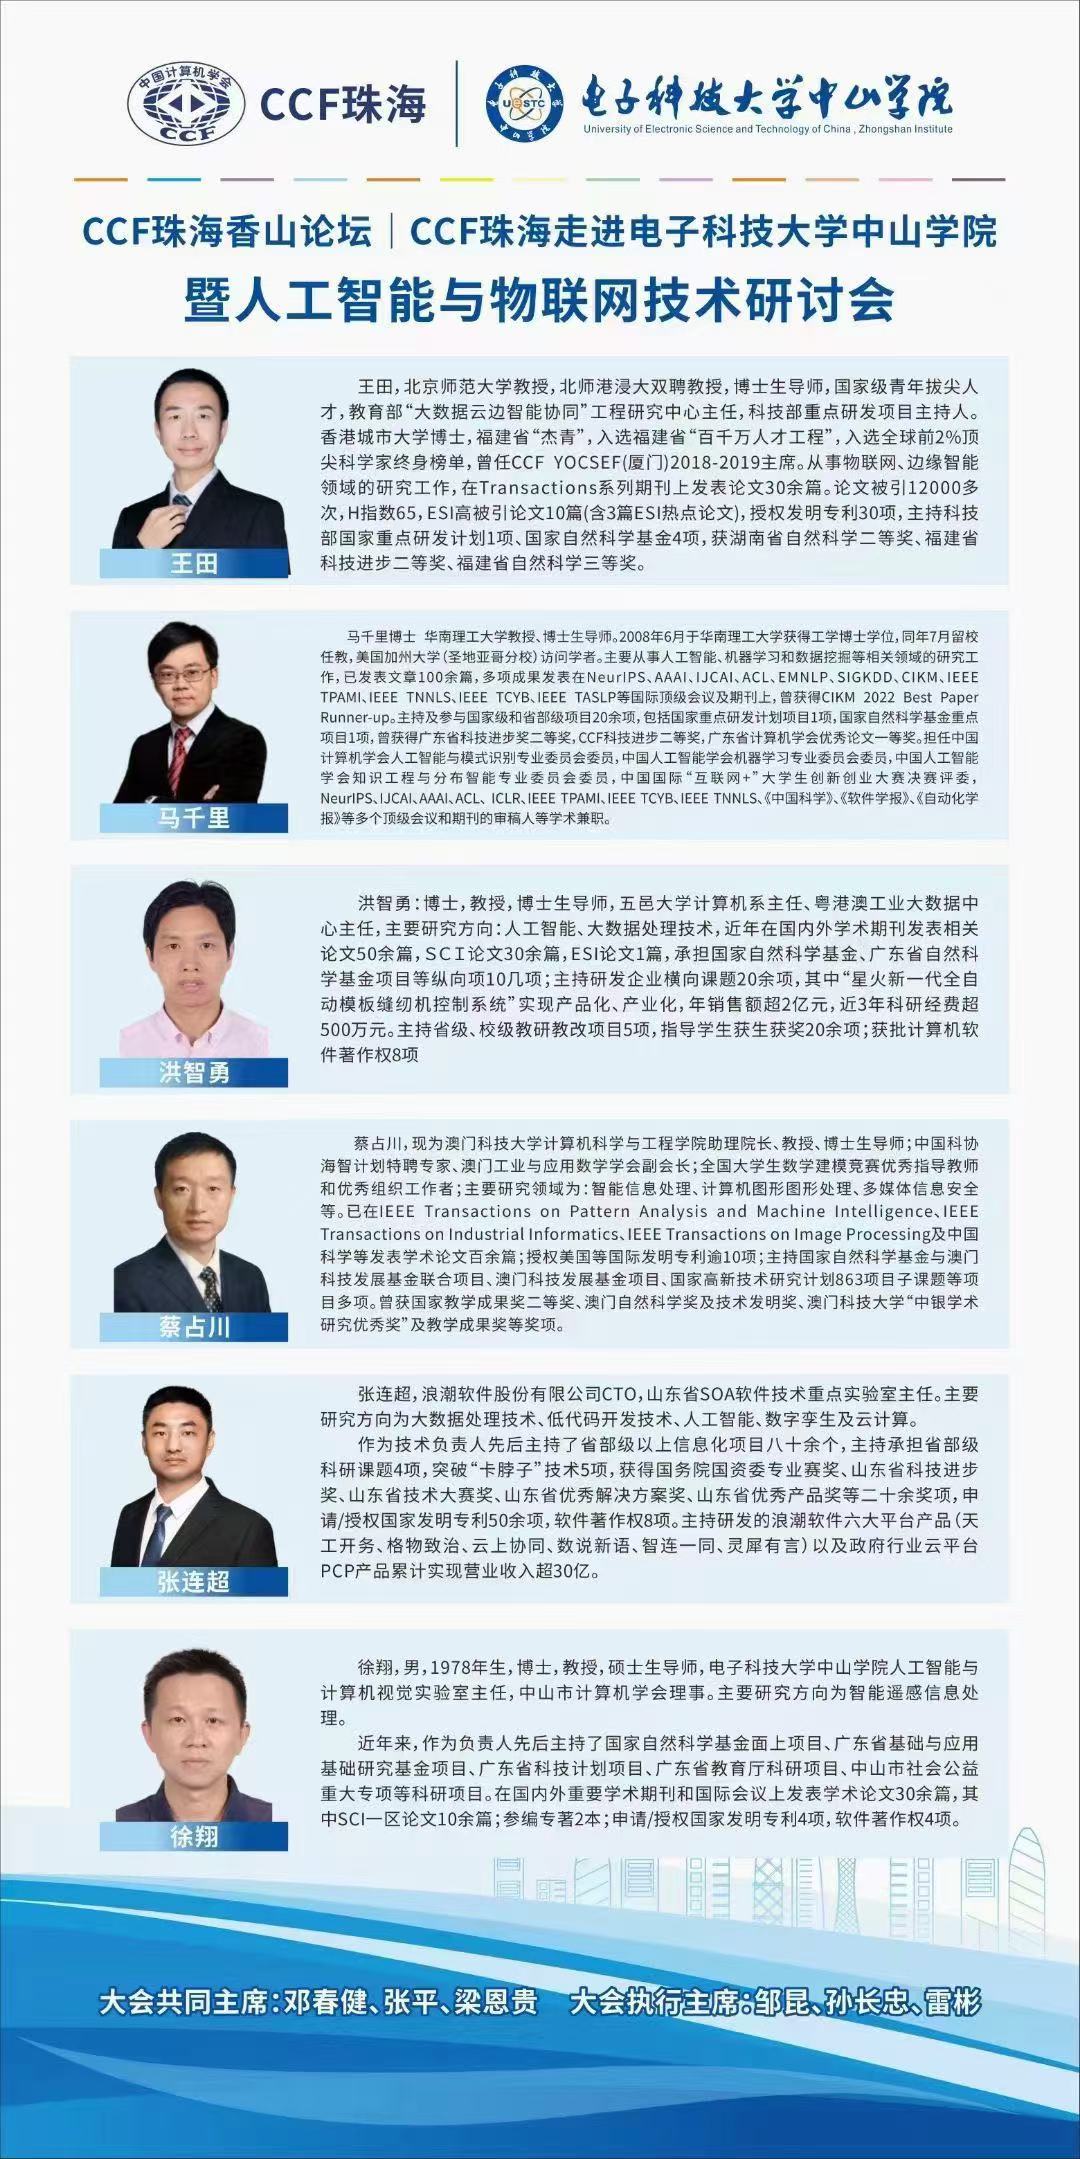 中国计算机学会
CCF
CCF珠海
电子科技大学
UESTC
中山学院
电子科技大学中山学院
University of Electronic Science and Technology of China , Zhongshan Institute
CCF珠海香山论坛｜CCF珠海走进电子科技大学中山学院
暨人工智能与物联网技术研讨会
王田，北京师范大学教授，北师港浸大双聘教授，博士生导师，国家级青年拔尖人
才，教育部“大数据云边智能协同”工程研究中心主任，科技部重点研发项目主持人。
香港城市大学博士，福建省“杰青”，入选福建省“百千万人才工程”，入选全球前2%顶
尖科学家终身榜单，曾任CCF YOCSEF(厦门)2018-2019主席。从事物联网、边缘智能
领域的研究工作，在Transactions系列期刊上发表论文30余篇。论文被引12000多
次，H指数65，ESI高被引论文10篇(含3篇ESI热点论文)，授权发明专利30项，主持科技
部国家重点研发计划1项、国家自然科学基金4项，获湖南省自然科学二等奖、福建省
科技进步二等奖、福建省自然科学三等奖。
王田
马千里博士 华南理工大学教授、博士生导师。2008年6月于华南理工大学获得工学博士学位，同年7月留校
任教，美国加州大学（圣地亚哥分校）访问学者。主要从事人工智能、机器学习和数据挖掘等相关领域的研究工
作，已发表文章100余篇，多项成果发表在NeurIPS、AAAI、IJCAI、ACL、EMNLP、SIGKDD、CIKM、IEEE
TPAMI、IEEE TNNLS、IEEE TCYB、IEEE TASLP等国际顶级会议及期刊上，曾获得CIKM 2022 Best Paper
Runner-up。主持及参与国家级和省部级项目20余项，包括国家重点研发计划项目1项，国家自然科学基金重点
项目1项，曾获得广东省科技进步奖二等奖，CCF科技进步二等奖，广东省计算机学会优秀论文一等奖。担任中国
计算机学会人工智能与模式识别专业委员会委员，中国人工智能学会机器学习专业委员会委员，中国人工智能
学会知识工程与分布智能专业委员会委员，中国国际“互联网+”大学生创新创业大赛决赛评委，
NeurIPS、IJCAI、AAAI、ACL、ICLR、IEEE TPAMI、IEEE TCYB、IEEE TNNLS、《中国科学》、《软件学报》、《自动化学
报》等多个顶级会议和期刊的审稿人等学术兼职。
马千里
洪智勇：博士，教授，博士生导师，五邑大学计算机系主任、粤港澳工业大数据中
心主任，主要研究方向：人工智能、大数据处理技术，近年在国内外学术期刊发表相关
论文50余篇，SCI论文30余篇，ESI论文1篇，承担国家自然科学基金、广东省自然科
学基金项目等纵向项10几项；主持研发企业横向课题20余项，其中“星火新一代全自
动模板缝纫机控制系统”实现产品化、产业化，年销售额超2亿元，近3年科研经费超
500万元。主持省级、校级教研教改项目5项，指导学生获生获奖20余项；获批计算机软
件著作权8项
洪智勇
蔡占川，现为澳门科技大学计算机科学与工程学院助理院长、教授、博士生导师；中国科协
海智计划特聘专家、澳门工业与应用数学学会副会长；全国大学生数学建模竞赛优秀指导教师
和优秀组织工作者；主要研究领域为：智能信息处理、计算机图形图形处理、多媒体信息安全
等。已在IEEE Transactions on Pattern Analysis and Machine Intelligence、IEEE
Transactions on Industrial Informatics、IEEE Transactions on Image Processing及中国
科学等发表学术论文百余篇；授权美国等国际发明专利逾10项；主持国家自然科学基金与澳门
科技发展基金联合项目、澳门科技发展基金项目、国家高新技术研究计划863项目子课题等项
目多项。曾获国家教学成果奖二等奖、澳门自然科学奖及技术发明奖、澳门科技大学“中银学术
研究优秀奖”及教学成果奖等奖项。
蔡占川
张连超，浪潮软件股份有限公司CTO，山东省SOA软件技术重点实验室主任。主要
研究方向为大数据处理技术、低代码开发技术、人工智能、数字孪生及云计算。
作为技术负责人先后主持了省部级以上信息化项目八十余个，主持承担省部级
科研课题4项，突破“卡脖子”技术5项，获得国务院国资委专业赛奖、山东省科技进步
奖、山东省技术大赛奖、山东省优秀解决方案奖、山东省优秀产品奖等二十余奖项，申
请/授权国家发明专利50余项，软件著作权8项。主持研发的浪潮软件六大平台产品（天
工开务、格物致治、云上协同、数说新语、智连一同、灵犀有言）以及政府行业云平台
PCP产品累计实现营业收入超30亿。
张连超
徐翔，男，1978年生，博士，教授，硕士生导师，电子科技大学中山学院人工智能与
计算机视觉实验室主任，中山市计算机学会理事。主要研究方向为智能遥感信息处
理。
近年来，作为负责人先后主持了国家自然科学基金面上项目、广东省基础与应用
基础研究基金项目、广东省科技计划项目、广东省教育厅科研项目、中山市社会公益
重大专项等科研项目。在国内外重要学术期刊和国际会议上发表学术论文30余篇，其
中SCI一区论文10余篇；参编专著2本；申请/授权国家发明专利4项，软件著作权4项。
徐翔
大会共同主席：邓春健、张平、梁恩贵 大会执行主席：邹昆、孙长忠、雷彬